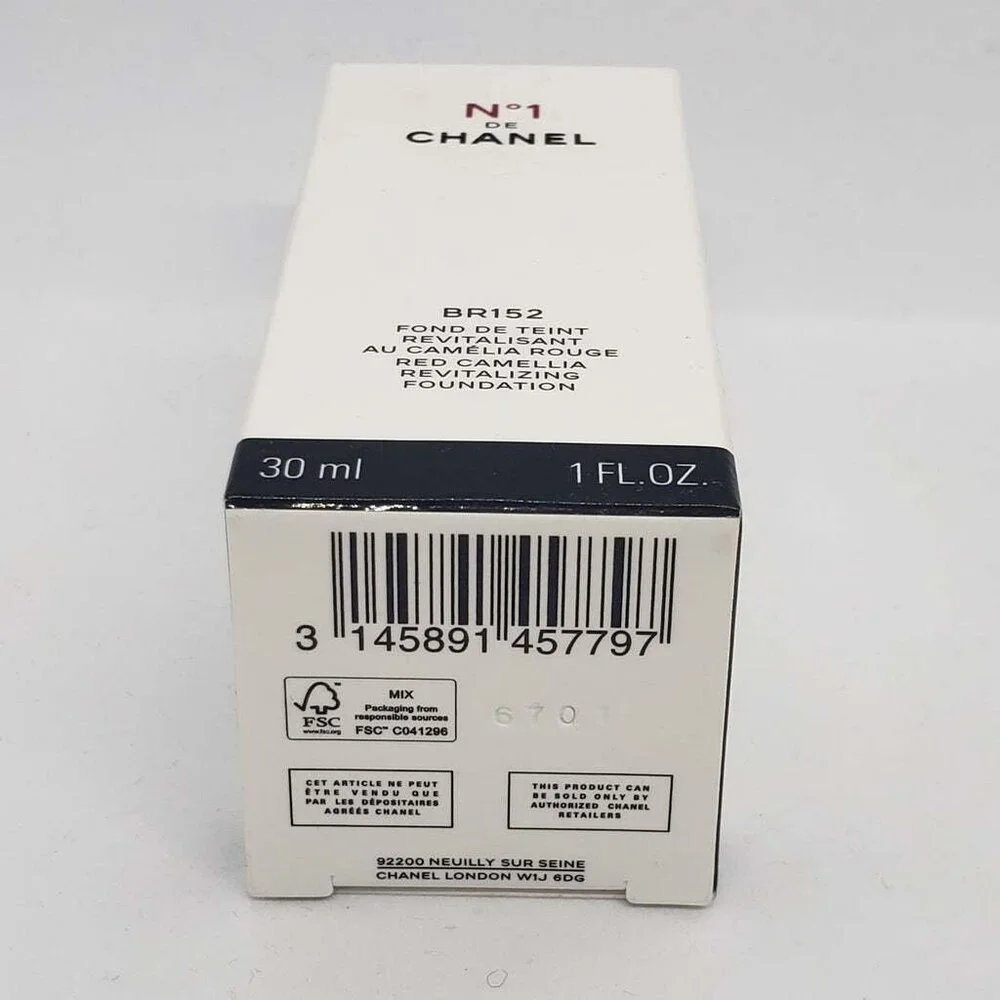 N°1
DE
CHANEL
BR152
FOND DE TEINT
REVITALISANT
AU CAMÉLIA ROUGE
RED CAMELLIA
REVITALIZING
FOUNDATION
30 ml 1 FL.OZ.
3 145891 457797
FSC™
www.fsc.org
MIX
Packaging from
responsible sources
FSC™ C041296
6701
CET ARTICLE NE PEUT
ÊTRE VENDU QUE
PAR LES DÉPOSITAIRES
AGRÉÉS CHANEL
THIS PRODUCT CAN
BE SOLD ONLY BY
AUTHORIZED CHANEL
RETAILERS
92200 NEUILLY SUR SEINE
CHANEL LONDON W1J 6DG